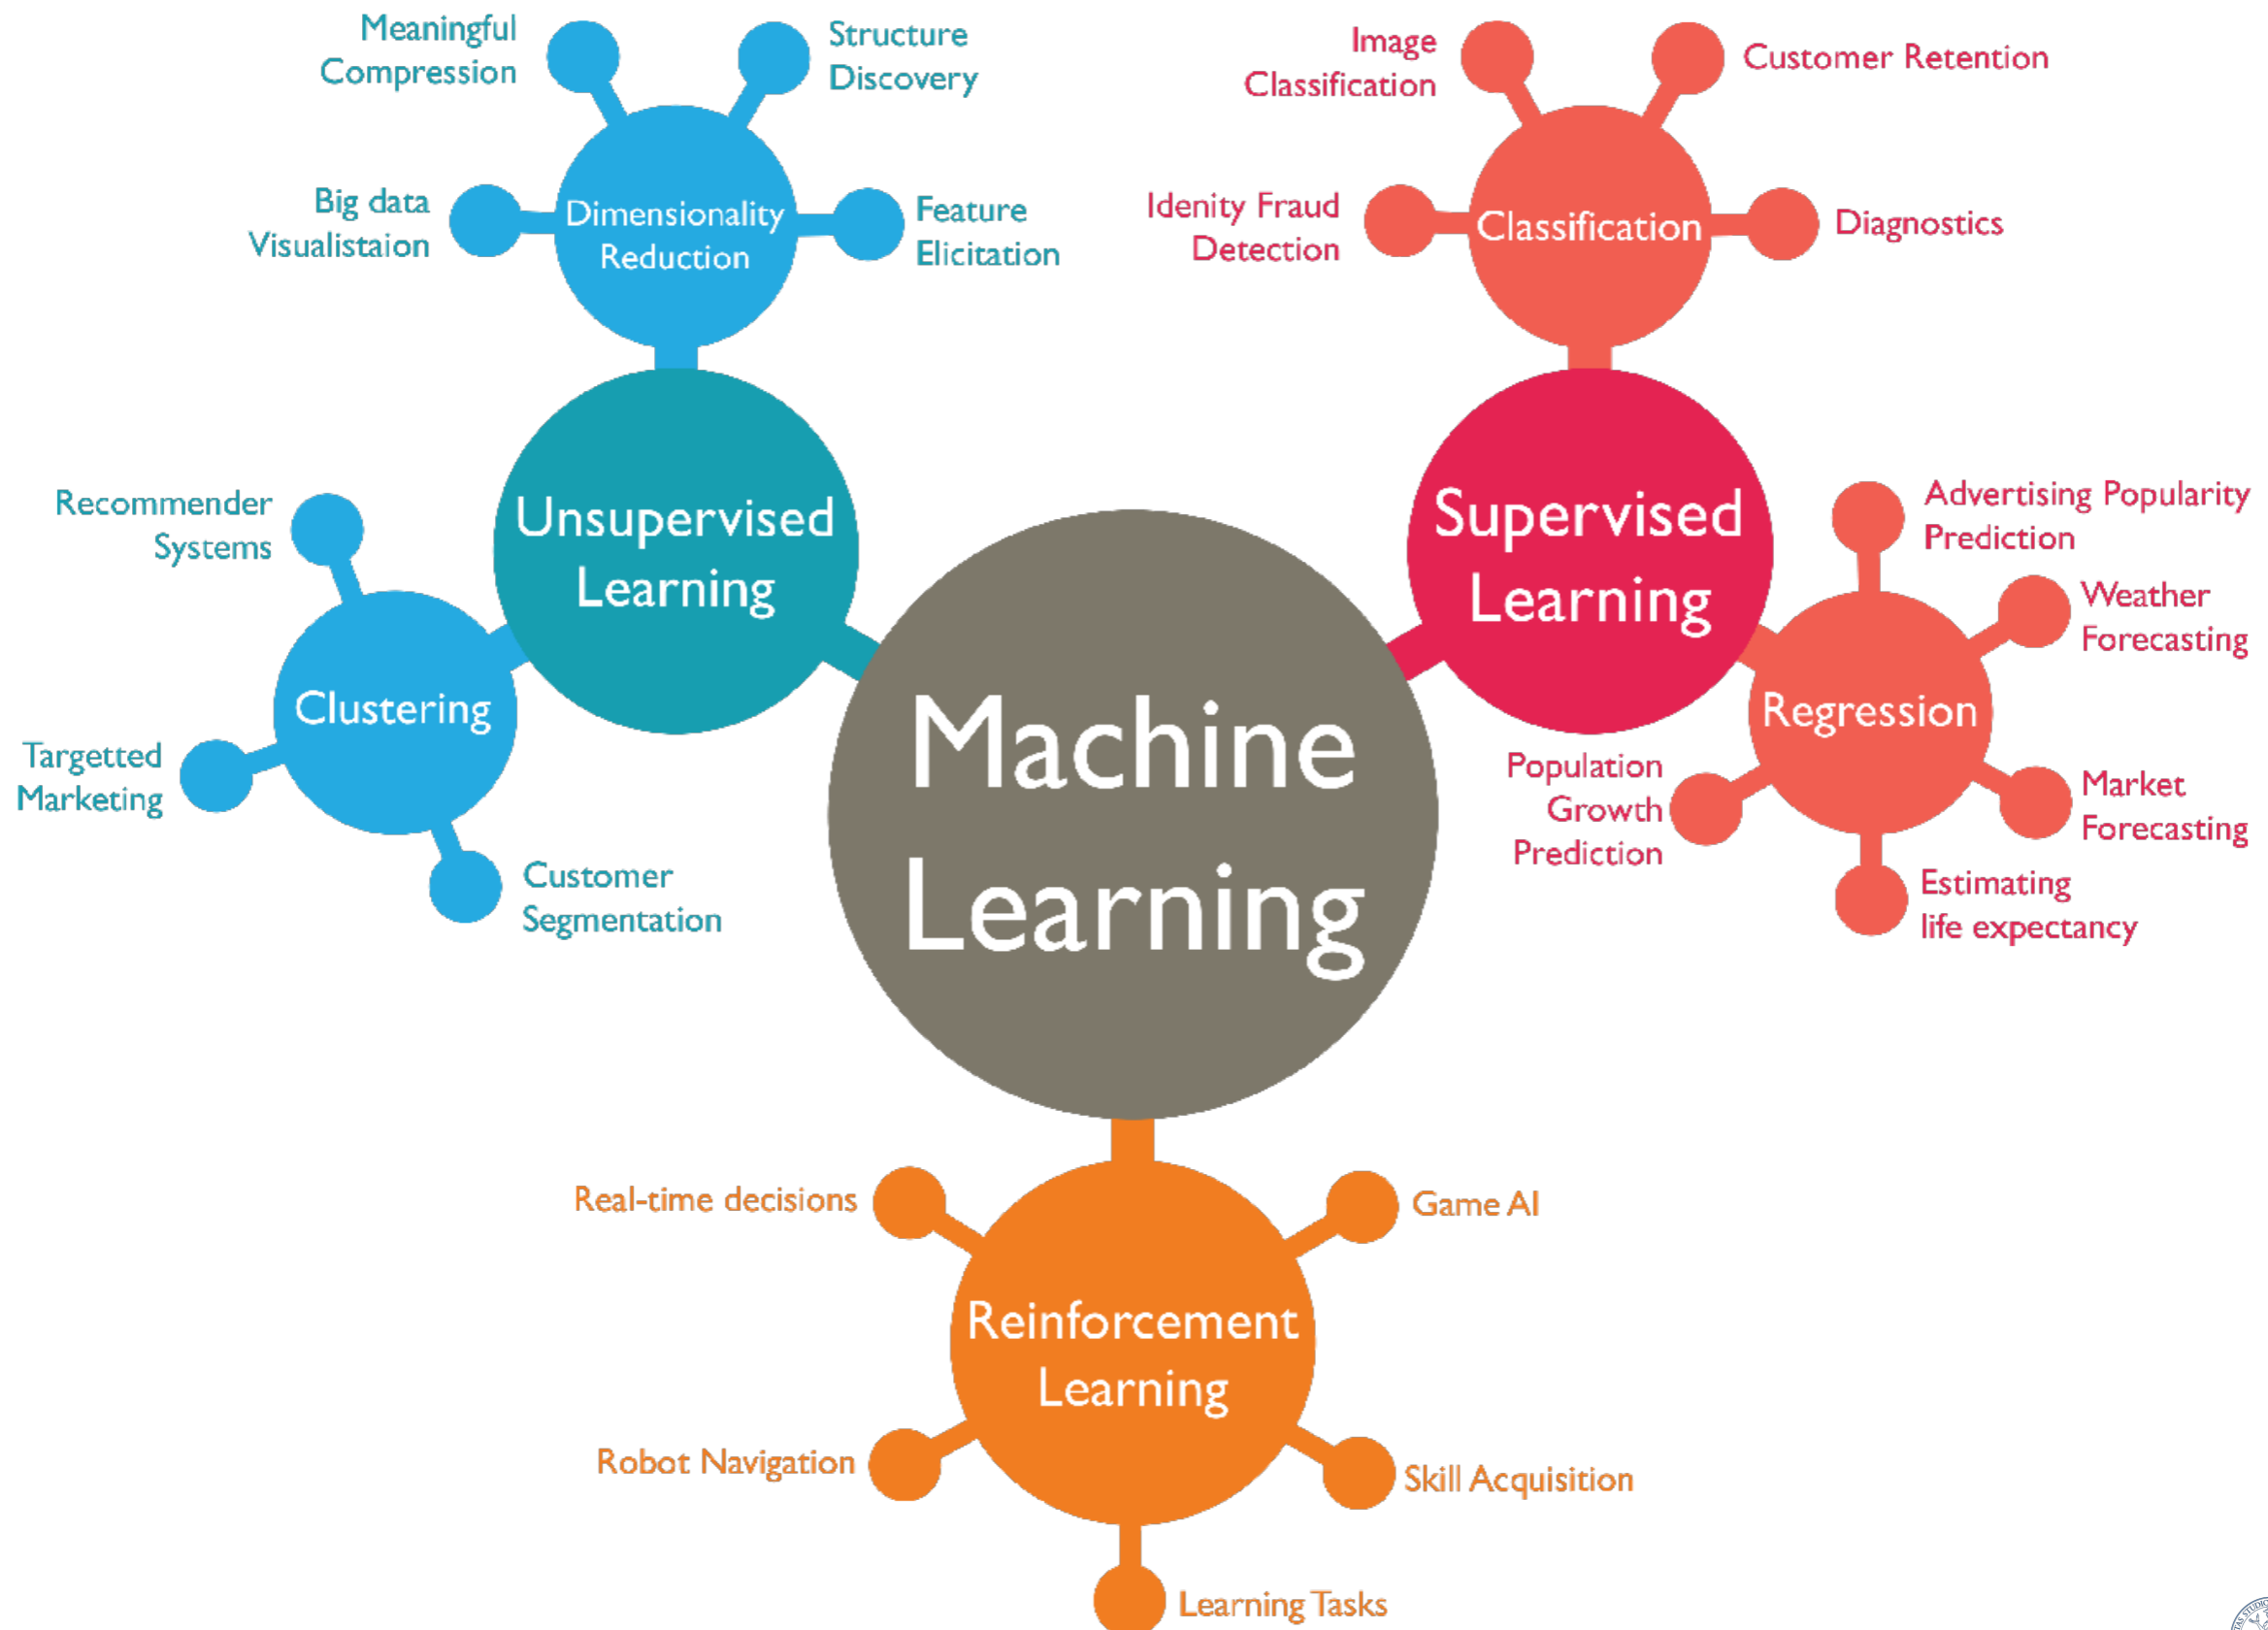 Meaningful
Compression
Structure
Discovery
Big data
Visualistaion
Dimensionality
Reduction
Feature
Elicitation
Image
Classification
Customer Retention
Idenity Fraud
Detection
Classification
Diagnostics
Unsupervised
Learning
Recommender
Systems
Clustering
Targetted
Marketing
Customer
Segmentation
Supervised
Learning
Advertising Popularity
Prediction
Weather
Forecasting
Regression
Population
Growth
Prediction
Market
Forecasting
Estimating
life expectancy
Machine
Learning
Real-time decisions
Game AI
Reinforcement
Learning
Robot Navigation
Skill Acquisition
Learning Tasks